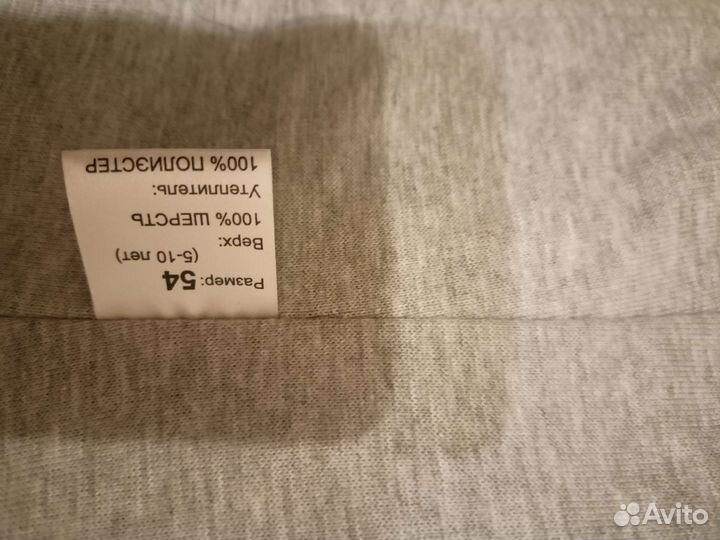 Размер: 54
(5-10 лет)
Верх:
100% ШЕРСТЬ
Утеплитель:
100% ПОЛИЭСТЕР
Avito